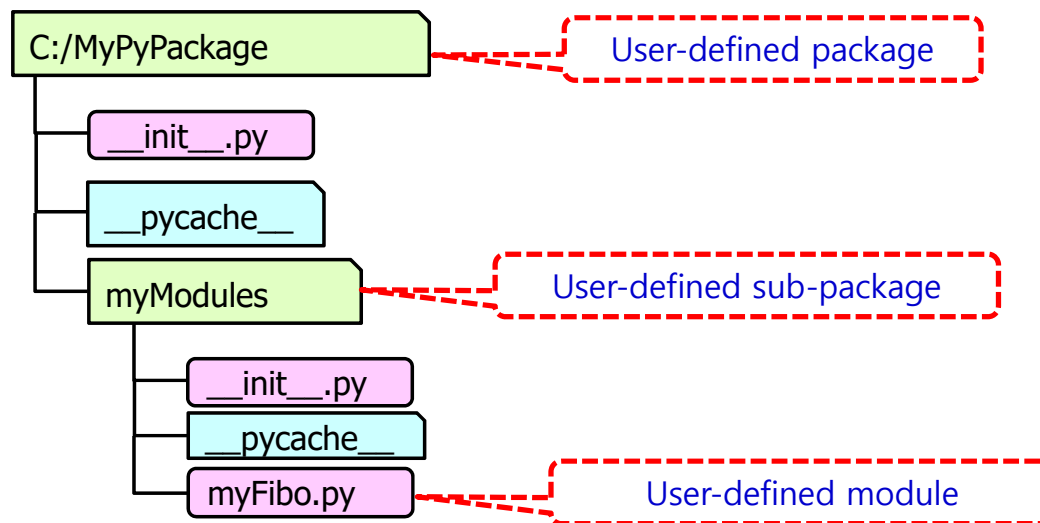 C:/MyPyPackage
User-defined package
__init__.py
__pycache__
myModules
User-defined sub-package
__init__.py
__pycache__
myFibo.py
User-defined module